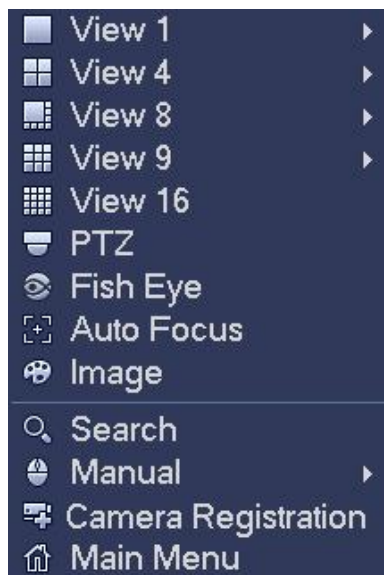 View 1
View 4
View 8
View 9
View 16
PTZ
Fish Eye
Auto Focus
Image
Search
Manual
Camera Registration
Main Menu